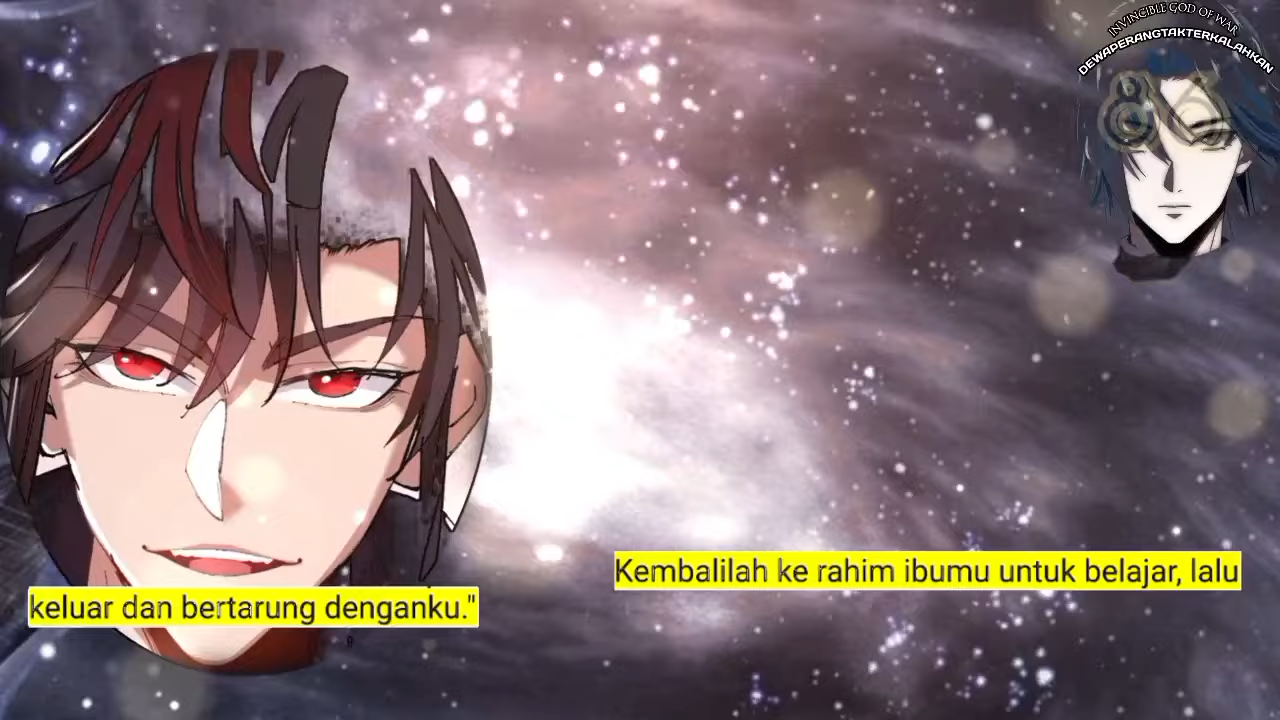 INVINCIBLE GOD OF WAR
DEWAPERANGTAKTERKALAHKAN
Kembalilah ke rahim ibumu untuk belajar, lalu
keluar dan bertarung denganku."